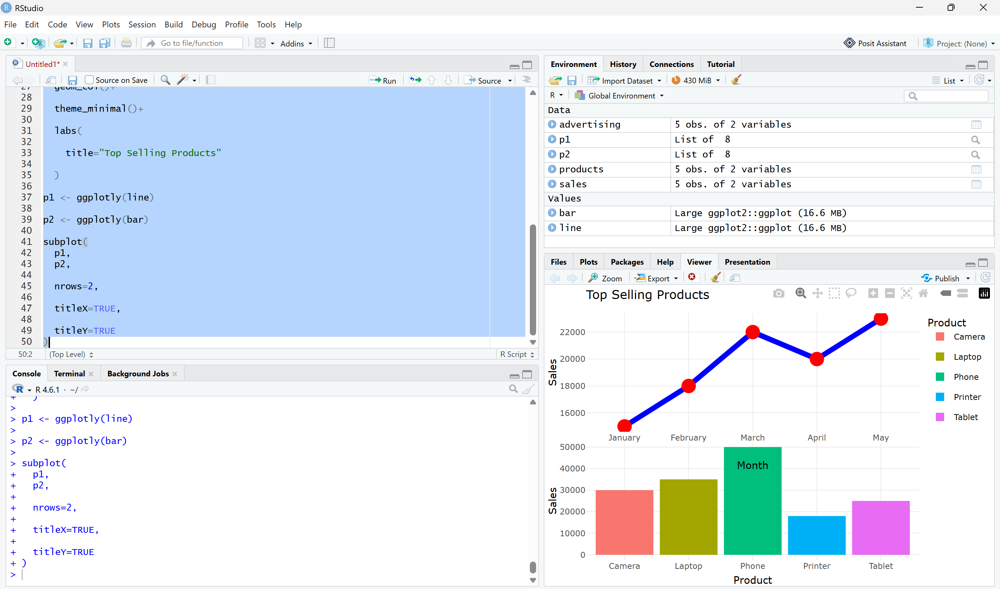 RStudio
File Edit Code View Plots Session Build Debug Profile Tools Help
Go to file/function Addins Posit Assistant Project: (None)
Untitled1*
Source on Save Run Source
28
29 theme_minimal()+
30
31 labs(
32
33 title="Top Selling Products"
34
35 )
36
37 p1 <- ggplotly(line)
38
39 p2 <- ggplotly(bar)
40
41 subplot(
42 p1,
43 p2,
44
45 nrows=2,
46
47 titleX=TRUE,
48
49 titleY=TRUE
50 )
50:2 (Top Level) R Script
Console Terminal Background Jobs
R 4.6.1 · ~/
+ )
>
> p1 <- ggplotly(line)
>
> p2 <- ggplotly(bar)
>
> subplot(
+ p1,
+ p2,
+
+ nrows=2,
+
+ titleX=TRUE,
+
+ titleY=TRUE
+ )
>
Environment History Connections Tutorial
Import Dataset 430 MiB List
R Global Environment
Data
advertising 5 obs. of 2 variables
p1 List of 8
p2 List of 8
products 5 obs. of 2 variables
sales 5 obs. of 2 variables
Values
bar Large ggplot2::ggplot (16.6 MB)
line Large ggplot2::ggplot (16.6 MB)
Files Plots Packages Help Viewer Presentation
Zoom Export Publish
Top Selling Products
Sales
22000
20000
18000
16000
January February March April May
Product
Camera
Laptop
Phone
Printer
Tablet
Sales
50000
40000
30000
20000
10000
0
Month
Camera Laptop Phone Printer Tablet
Product